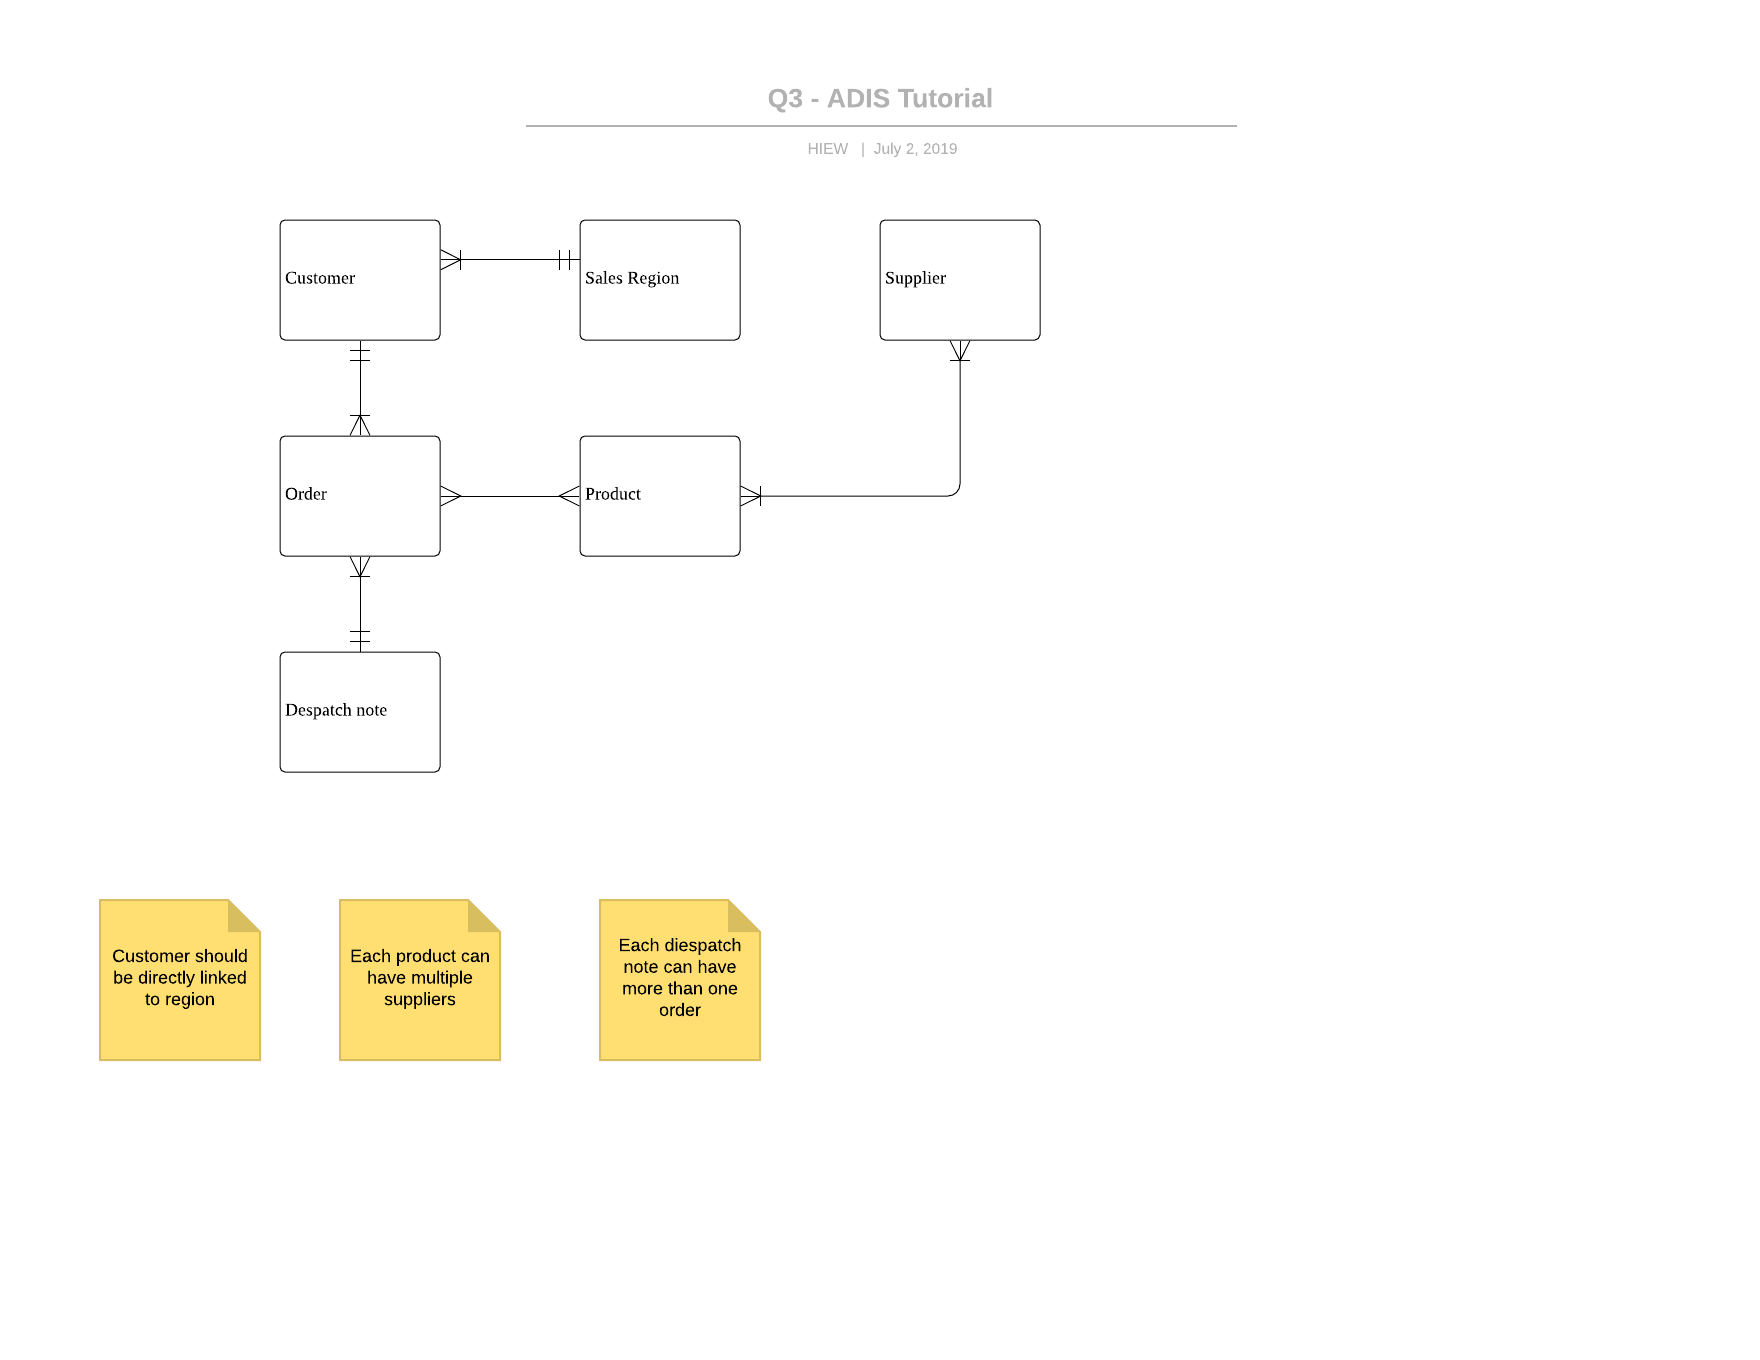 Q3 - ADIS Tutorial
HIEW | July 2, 2019
Customer
Sales Region
Supplier
Order
Product
Despatch note
Customer should
be directly linked
to region
Each product can
have multiple
suppliers
Each diespatch
note can have
more than one
order